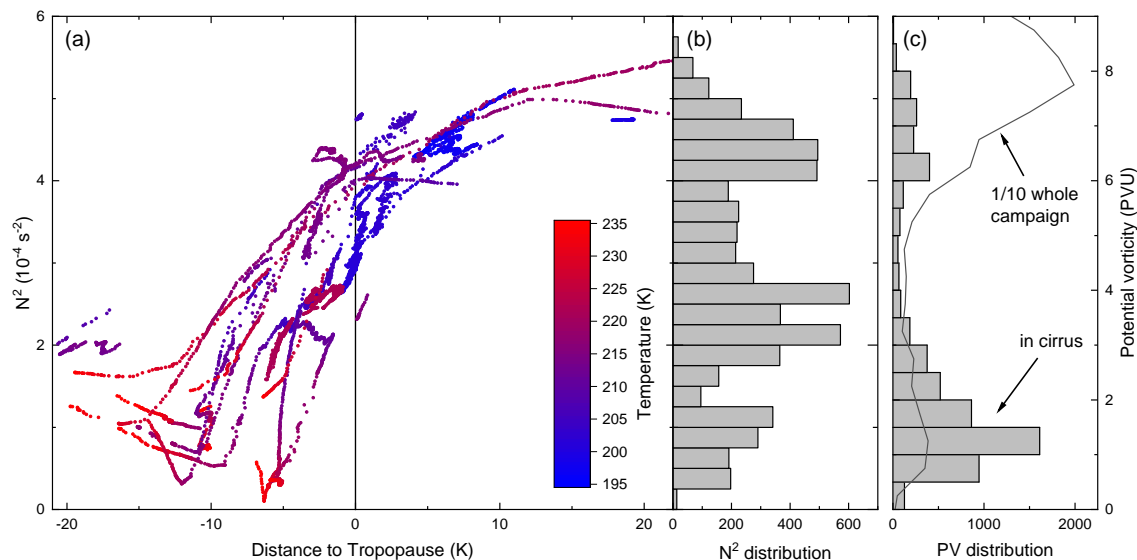 (a)
(b)
(c)
6
4
2
0
N² (10⁻⁴ s⁻²)
-20
-10
0
10
20
Distance to Tropopause (K)
235
230
225
220
215
210
205
200
195
Temperature (K)
0
200
400
600
N² distribution
1/10 whole
campaign
in cirrus
0
1000
2000
PV distribution
8
6
4
2
0
Potential vorticity (PVU)